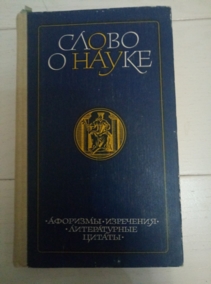 СЛОВО
О НАУКЕ
•АФОРИЗМЫ•ИЗРЕЧЕНИЯ•
•ЛИТЕРАТУРНЫЕ
ЦИТАТЫ•